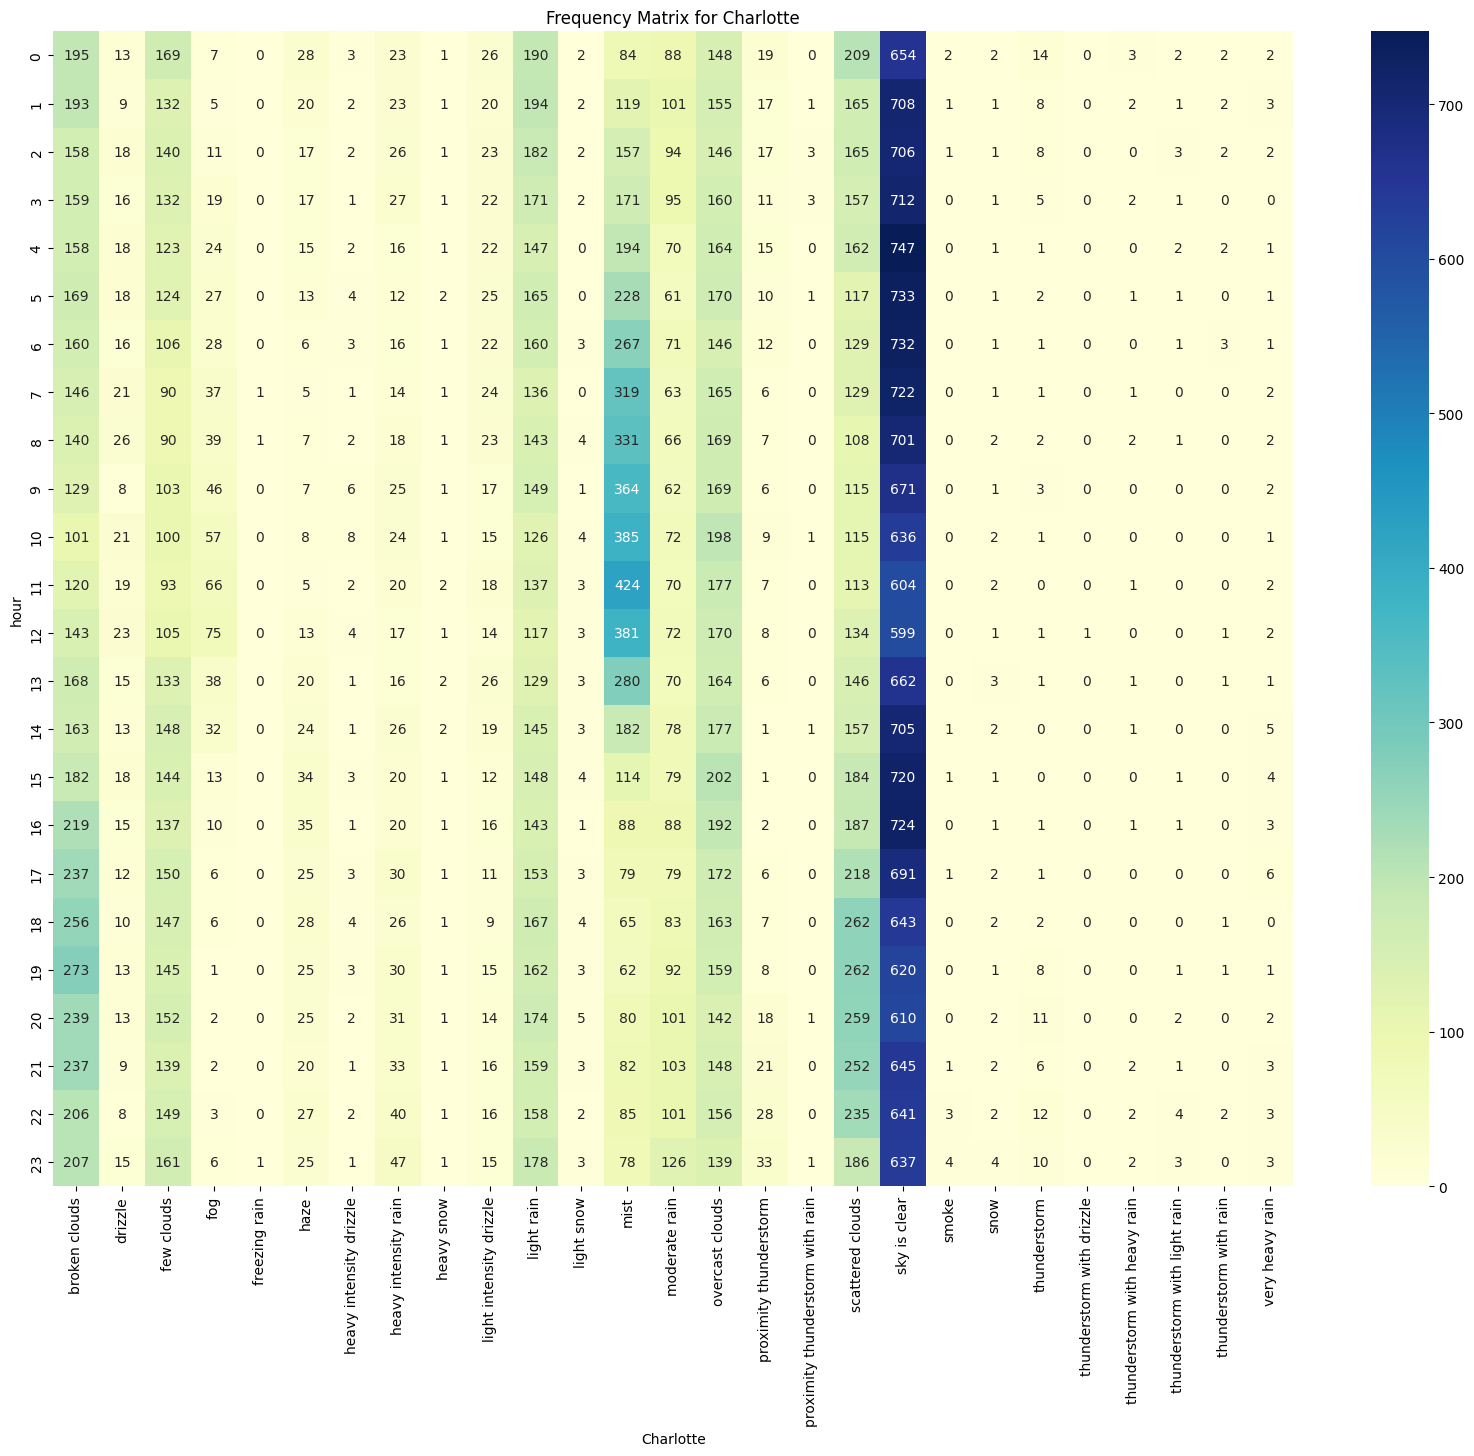 Frequency Matrix for Charlotte
0 195 13 169 7 0 28 3 23 1 26 190 2 84 88 148 19 0 209 654 2 2 14 0 3 2 2 2
1 193 9 132 5 0 20 2 23 1 20 194 2 119 101 155 17 1 165 708 1 1 8 0 2 1 2 3
2 158 18 140 11 0 17 2 26 1 23 182 2 157 94 146 17 3 165 706 1 1 8 0 0 3 2 2
3 159 16 132 19 0 17 1 27 1 22 171 2 171 95 160 11 3 157 712 0 1 5 0 2 1 0 0
4 158 18 123 24 0 15 2 16 1 22 147 0 194 70 164 15 0 162 747 0 1 1 0 0 2 2 1
5 169 18 124 27 0 13 4 12 2 25 165 0 228 61 170 10 1 117 733 0 1 2 0 1 1 0 1
6 160 16 106 28 0 6 3 16 1 22 160 3 267 71 146 12 0 129 732 0 1 1 0 0 1 3 1
7 146 21 90 37 1 5 1 14 1 24 136 0 319 63 165 6 0 129 722 0 1 1 0 1 0 0 2
8 140 26 90 39 1 7 2 18 1 23 143 4 331 66 169 7 0 108 701 0 2 2 0 2 1 0 2
9 129 8 103 46 0 7 6 25 1 17 149 1 364 62 169 6 0 115 671 0 1 3 0 0 0 0 2
10 101 21 100 57 0 8 8 24 1 15 126 4 385 72 198 9 1 115 636 0 2 1 0 0 0 0 1
11 120 19 93 66 0 5 2 20 2 18 137 3 424 70 177 7 0 113 604 0 2 0 0 1 0 0 2
12 143 23 105 75 0 13 4 17 1 14 117 3 381 72 170 8 0 134 599 0 1 1 1 0 0 1 2
13 168 15 133 38 0 20 1 16 2 26 129 3 280 70 164 6 0 146 662 0 3 1 0 1 0 1 1
14 163 13 148 32 0 24 1 26 2 19 145 3 182 78 177 1 1 157 705 1 2 0 0 1 0 0 5
15 182 18 144 13 0 34 3 20 1 12 148 4 114 79 202 1 0 184 720 1 1 0 0 0 1 0 4
16 219 15 137 10 0 35 1 20 1 16 143 1 88 88 192 2 0 187 724 0 1 1 0 1 1 0 3
17 237 12 150 6 0 25 3 30 1 11 153 3 79 79 172 6 0 218 691 1 2 1 0 0 0 0 6
18 256 10 147 6 0 28 4 26 1 9 167 4 65 83 163 7 0 262 643 0 2 2 0 0 0 1 0
19 273 13 145 1 0 25 3 30 1 15 162 3 62 92 159 8 0 262 620 0 1 8 0 0 1 1 1
20 239 13 152 2 0 25 2 31 1 14 174 5 80 101 142 18 1 259 610 0 2 11 0 0 2 0 2
21 237 9 139 2 0 20 1 33 1 16 159 3 82 103 148 21 0 252 645 1 2 6 0 2 1 0 3
22 206 8 149 3 0 27 2 40 1 16 158 2 85 101 156 28 0 235 641 3 2 12 0 2 4 2 3
23 207 15 161 6 1 25 1 47 1 15 178 3 78 126 139 33 1 186 637 4 4 10 0 2 3 0 3
hour
broken clouds
drizzle
few clouds
fog
freezing rain
haze
heavy intensity drizzle
heavy intensity rain
heavy snow
light intensity drizzle
light rain
light snow
mist
moderate rain
overcast clouds
proximity thunderstorm
proximity thunderstorm with rain
scattered clouds
sky is clear
smoke
snow
thunderstorm
thunderstorm with drizzle
thunderstorm with heavy rain
thunderstorm with light rain
thunderstorm with rain
very heavy rain
Charlotte
700
600
500
400
300
200
100
0